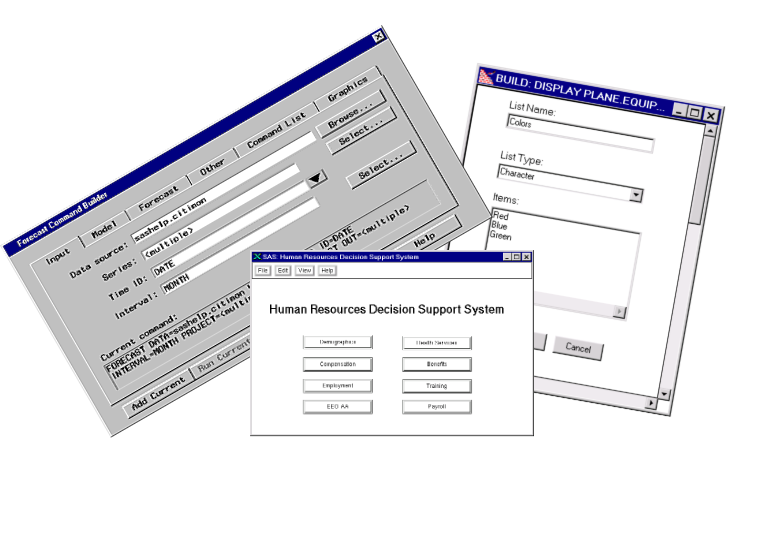 Forecast Command Builder
Input
Model
Forecast
Other
Command List
Graphics
Data source: sashelp.citimon
Browse...
Series: <multiple>
Select...
Time ID: DATE
Select...
Interval: MONTH
Current command:
FORECAST DATA=sashelp.citimon ID=DATE
INTERVAL=MONTH PROJECT=<multi OUT=<multiple>
Add Current
Run Current
Help
BUILD: DISPLAY PLANE.EQUIP...
List Name:
Colors
List Type:
Character
Items:
Red
Blue
Green
Cancel
SAS: Human Resources Decision Support System
File Edit View Help
Human Resources Decision Support System
Demographics Health Services
Compensation Benefits
Employment Training
EEO AA Payroll